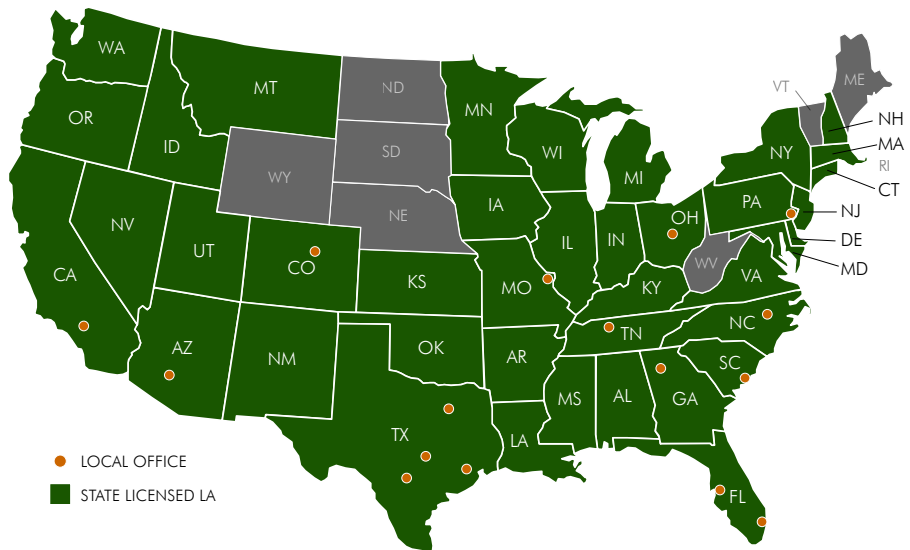 WA
MT
ND
MN
VT
ME
OR
ID
SD
WI
MI
NY
NH
MA
RI
CT
WY
NE
IA
PA
NJ
NV
UT
CO
IL
IN
OH
DE
MD
CA
KS
MO
KY
WV
VA
AZ
NM
OK
AR
TN
NC
SC
TX
LA
MS
AL
GA
FL
LOCAL OFFICE
STATE LICENSED LA